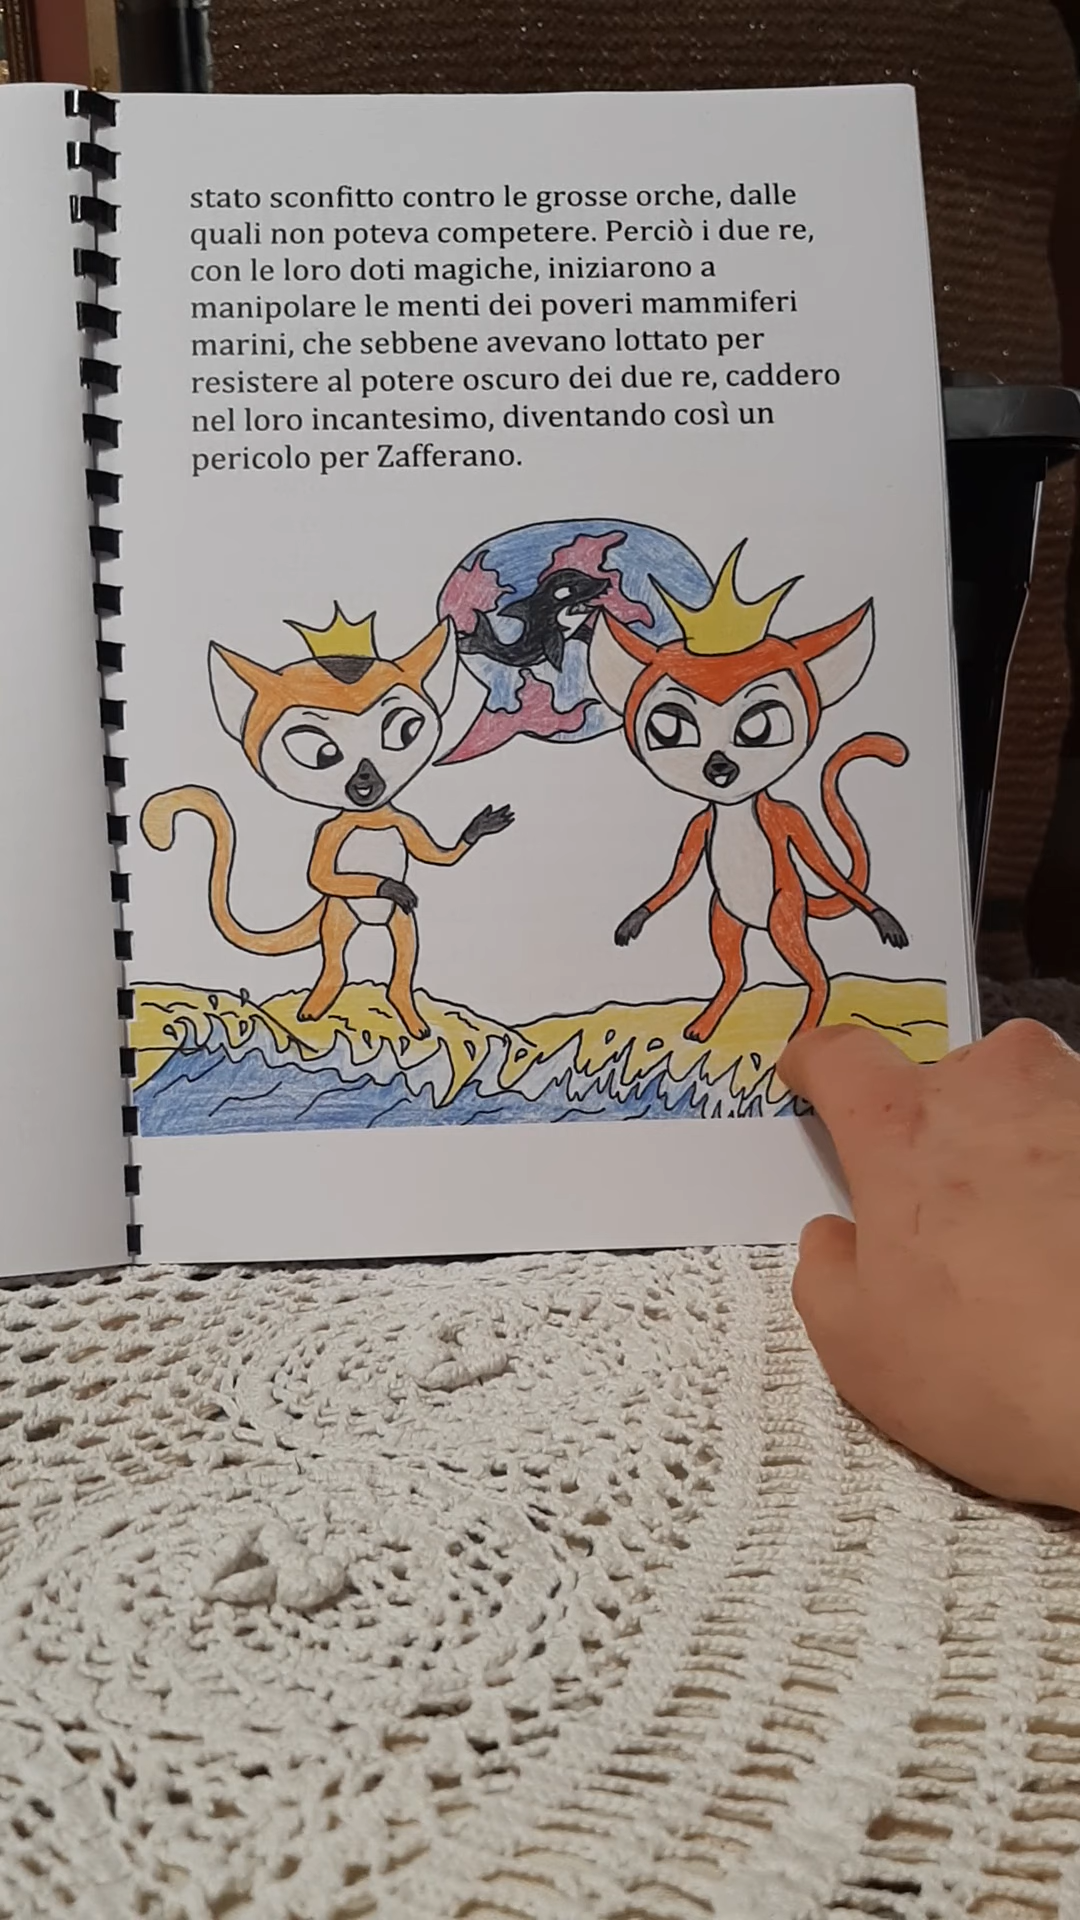 stato sconfitto contro le grosse orche, dalle
quali non poteva competere. Perciò i due re,
con le loro doti magiche, iniziarono a
manipolare le menti dei poveri mammiferi
marini, che sebbene avevano lottato per
resistere al potere oscuro dei due re, caddero
nel loro incantesimo, diventando così un
pericolo per Zafferano.